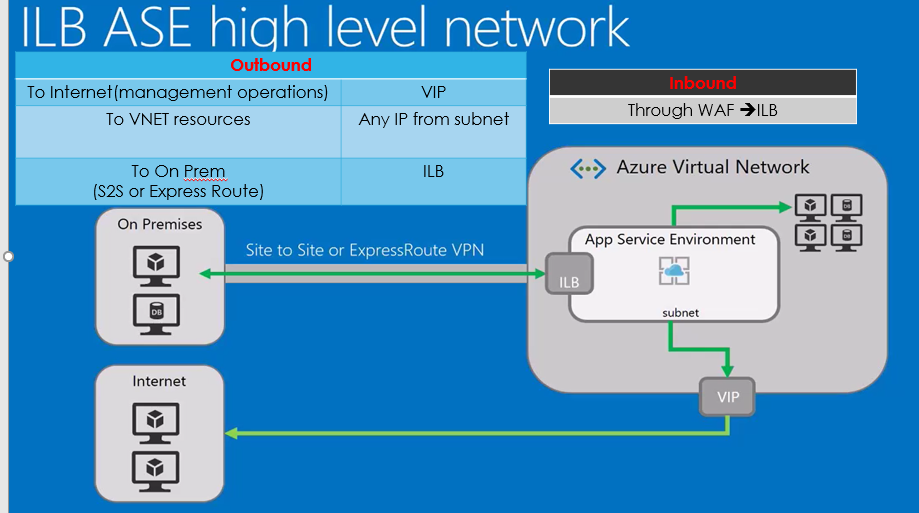 ILB ASE high level network
Outbound
To Internet(management operations) VIP
To VNET resources Any IP from subnet
To On Prem ILB
(S2S or Express Route)
Inbound
Through WAF ➔ILB
Azure Virtual Network
On Premises
DB
Site to Site or ExpressRoute VPN
ILB
App Service Environment
subnet
DB
DB
VIP
Internet